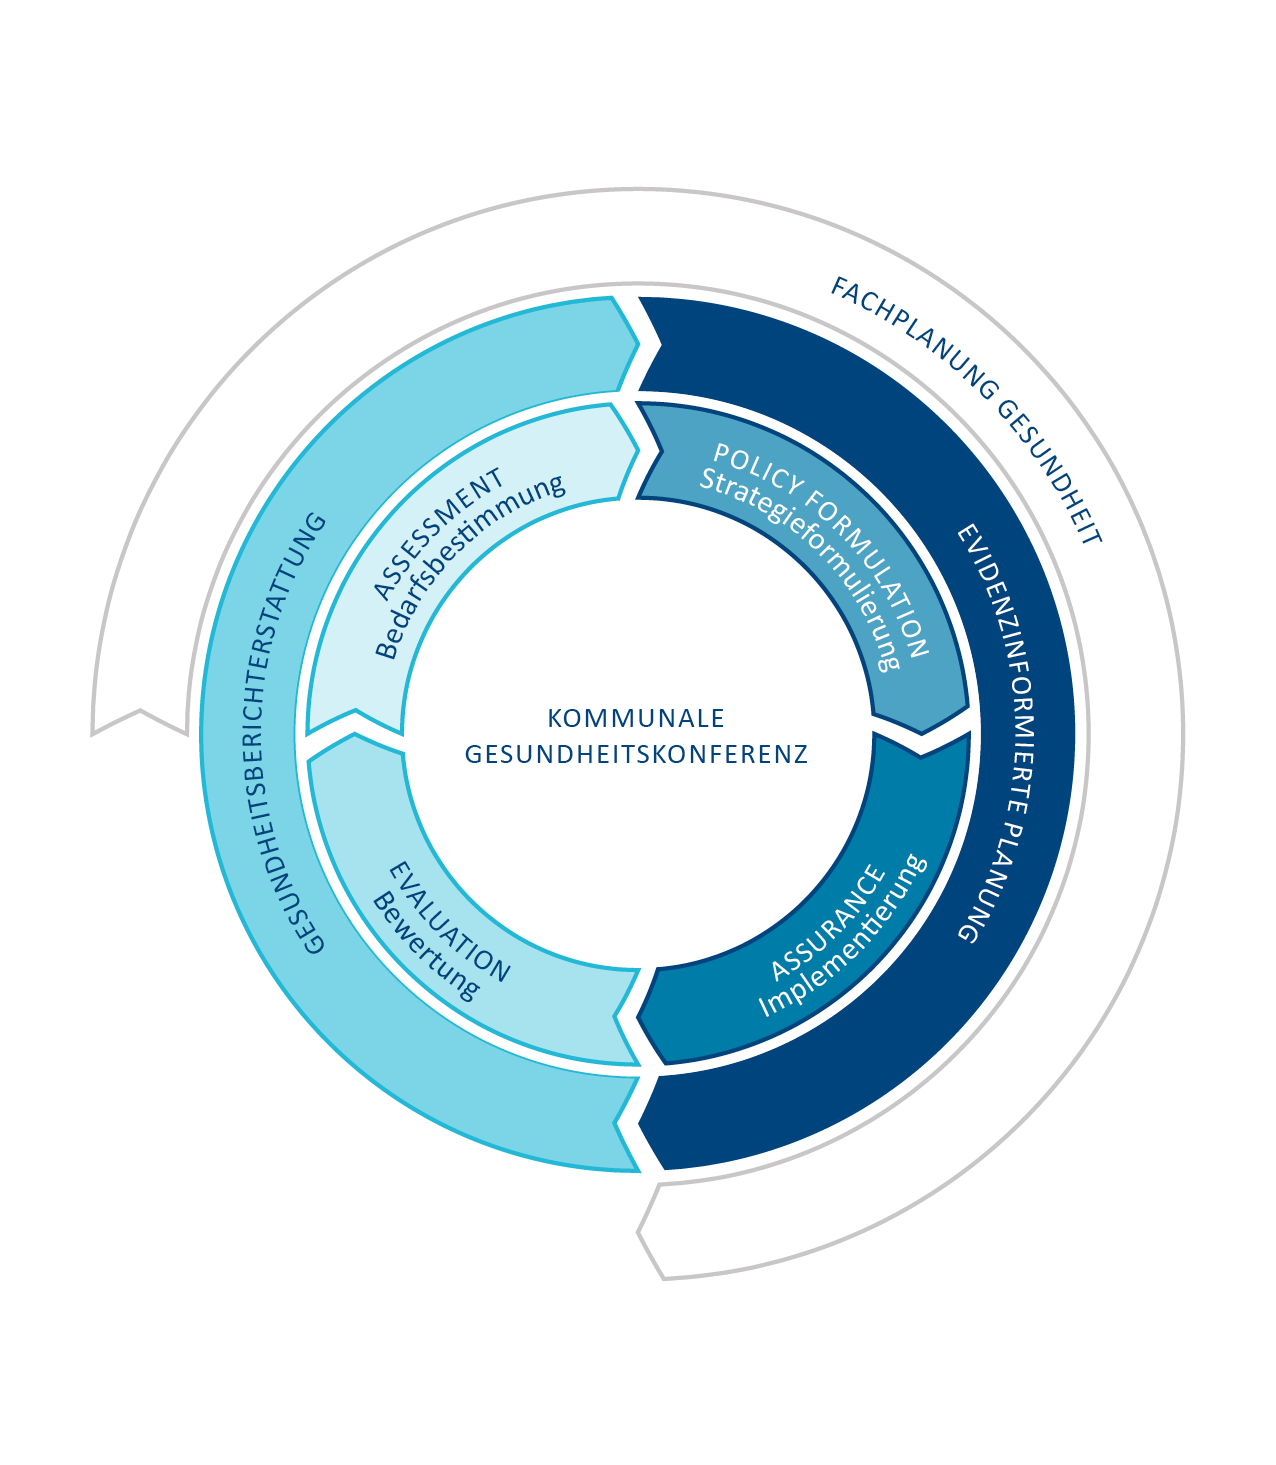 FACHPLANUNG GESUNDHEIT
GESUNDHEITSBERICHTERSTATTUNG
EVIDENZINFORMIERTE PLANUNG
ASSESSMENT
Bedarfsbestimmung
POLICY FORMULATION
Strategieformulierung
KOMMUNALE
GESUNDHEITSKONFERENZ
EVALUATION
Bewertung
ASSURANCE
Implementierung